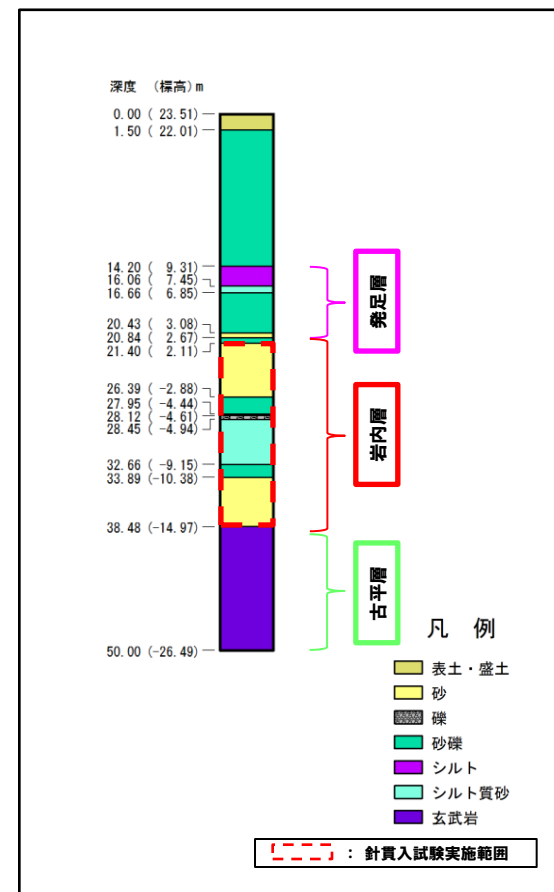 深度 (標高)m
0.00( 23.51)
1.50( 22.01)
14.20( 9.31)
16.06( 7.45)
16.66( 6.85)
20.43( 3.08)
20.84( 2.67)
21.40( 2.11)
26.39( -2.88)
27.95( -4.44)
28.12( -4.61)
28.45( -4.94)
32.66( -9.15)
33.89(-10.38)
38.48(-14.97)
50.00(-26.49)
発足層
岩内層
古平層
凡 例
表土・盛土
砂
礫
砂礫
シルト
シルト質砂
玄武岩
: 針貫入試験実施範囲